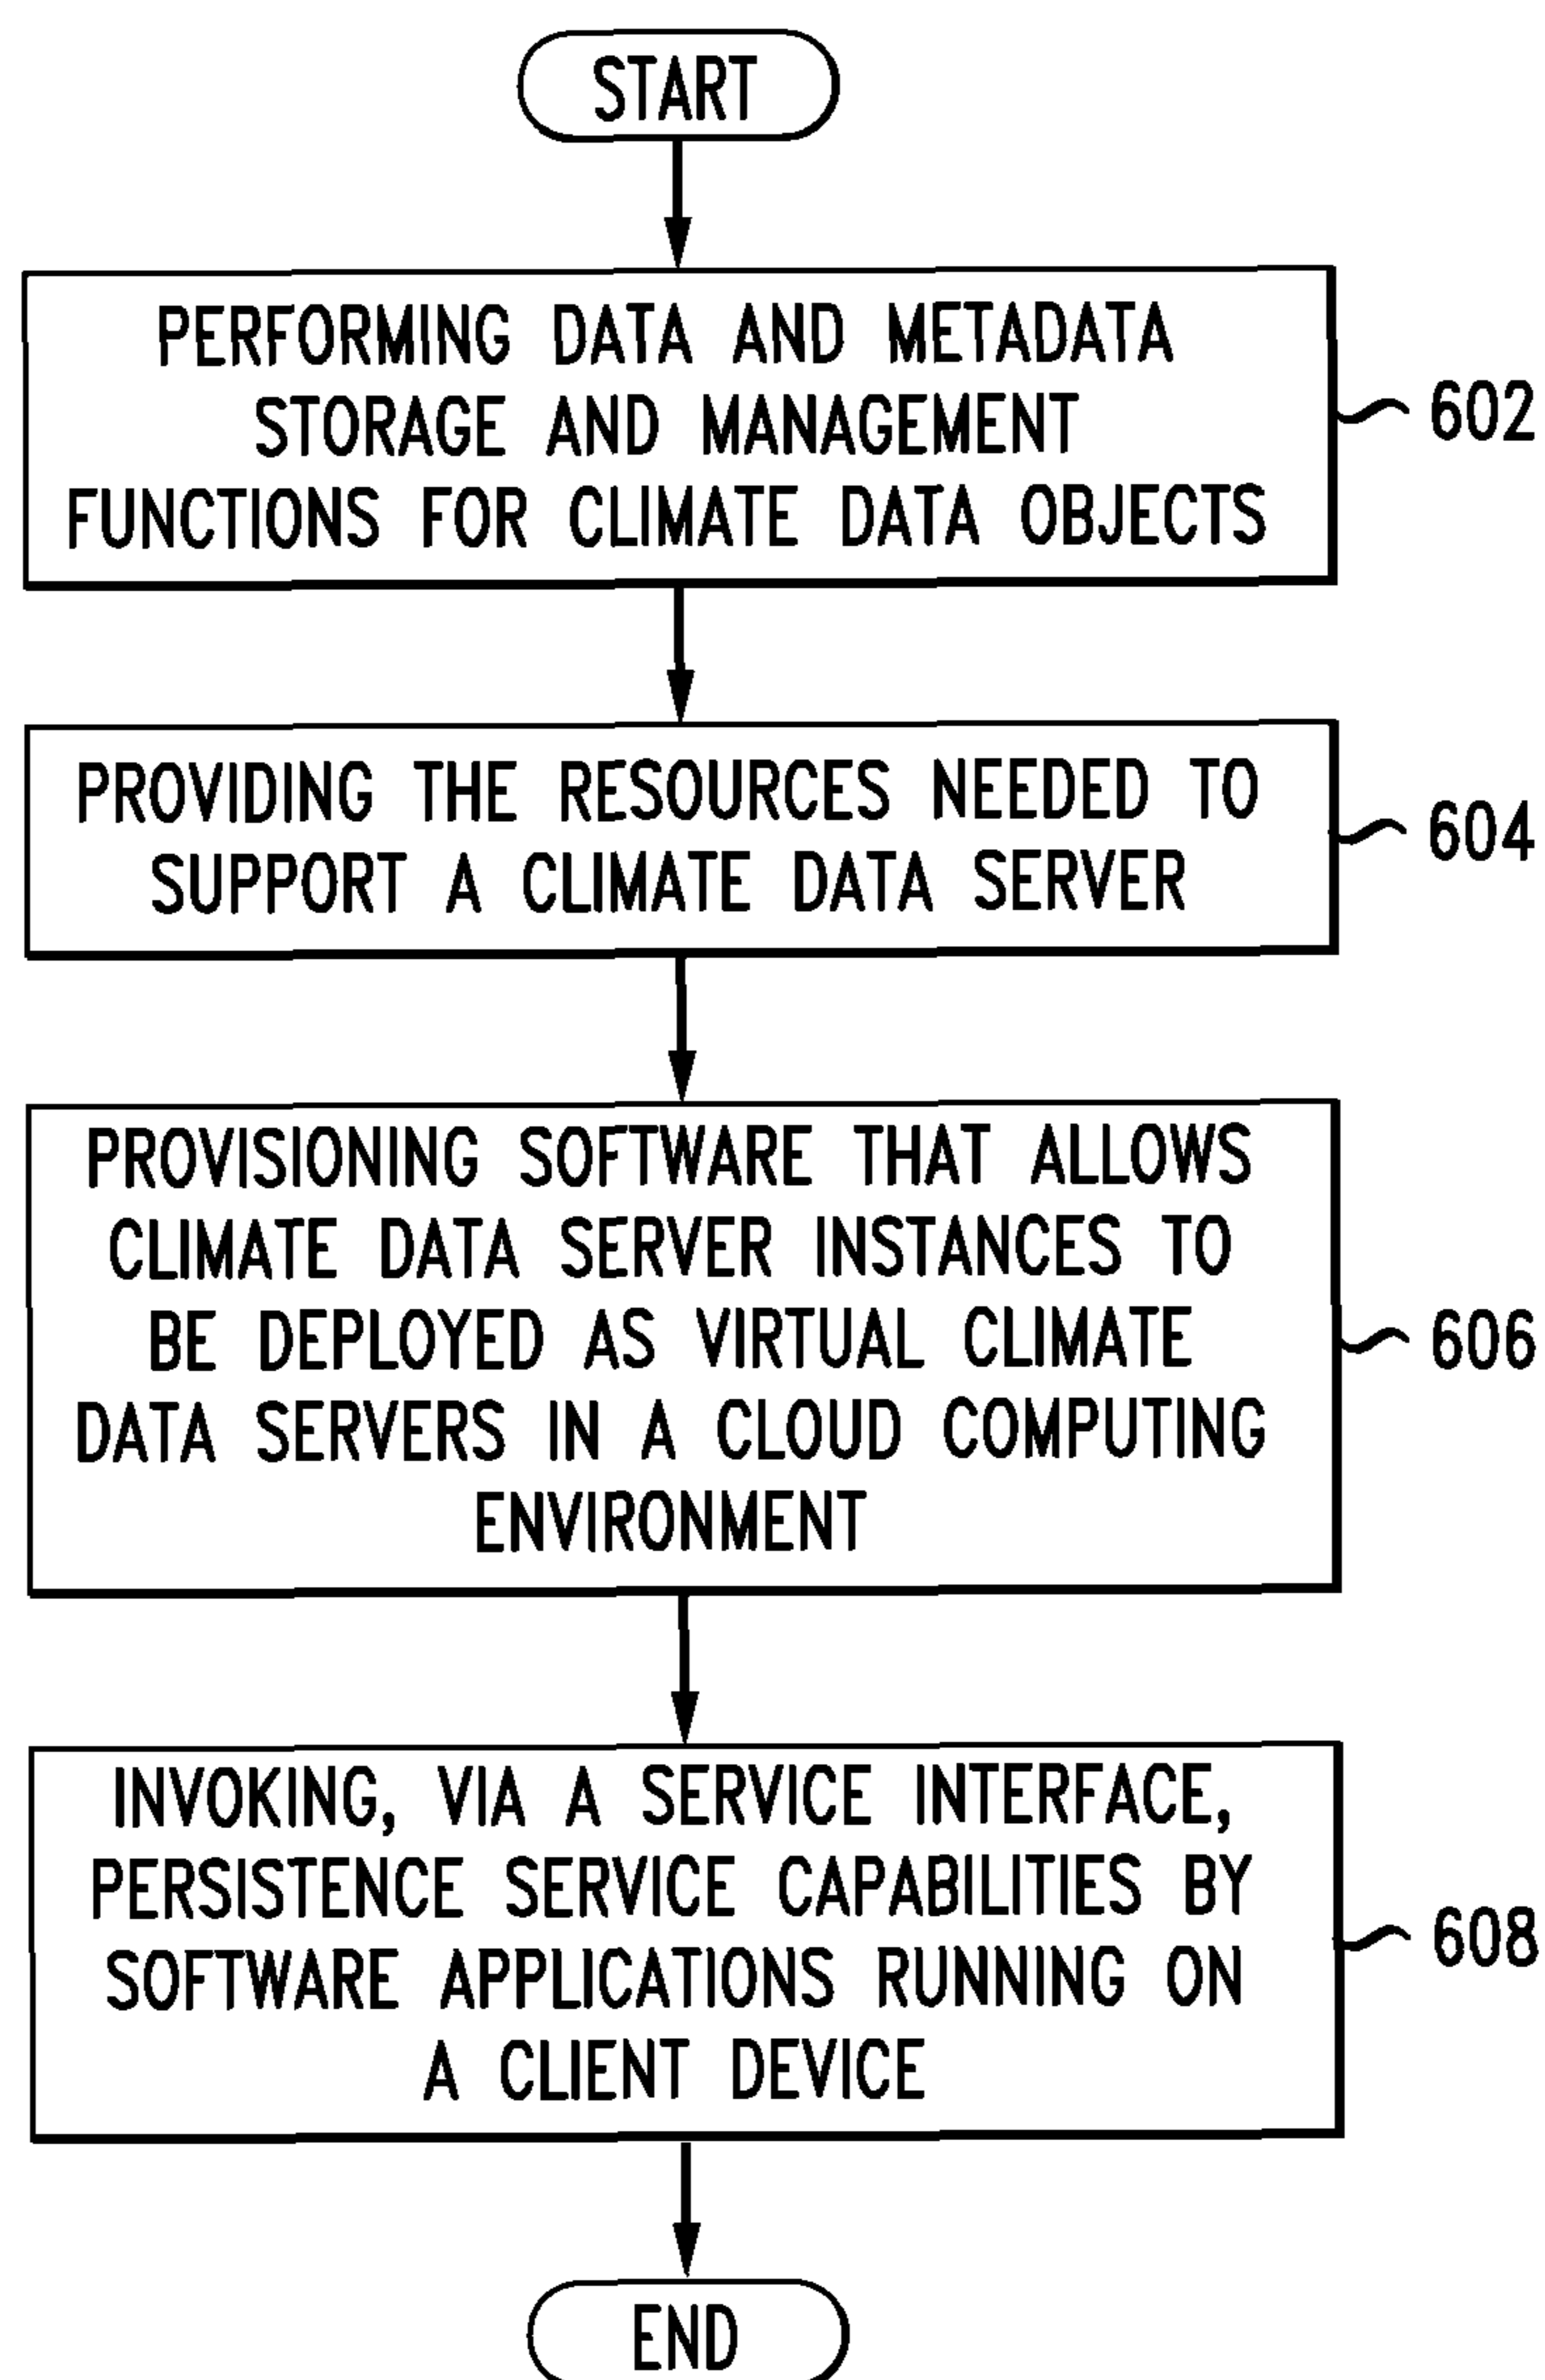 START
PERFORMING DATA AND METADATA
STORAGE AND MANAGEMENT
FUNCTIONS FOR CLIMATE DATA OBJECTS
602
PROVIDING THE RESOURCES NEEDED TO
SUPPORT A CLIMATE DATA SERVER
604
PROVISIONING SOFTWARE THAT ALLOWS
CLIMATE DATA SERVER INSTANCES TO
BE DEPLOYED AS VIRTUAL CLIMATE
DATA SERVERS IN A CLOUD COMPUTING
ENVIRONMENT
606
INVOKING, VIA A SERVICE INTERFACE,
PERSISTENCE SERVICE CAPABILITIES BY
SOFTWARE APPLICATIONS RUNNING ON
A CLIENT DEVICE
608
END